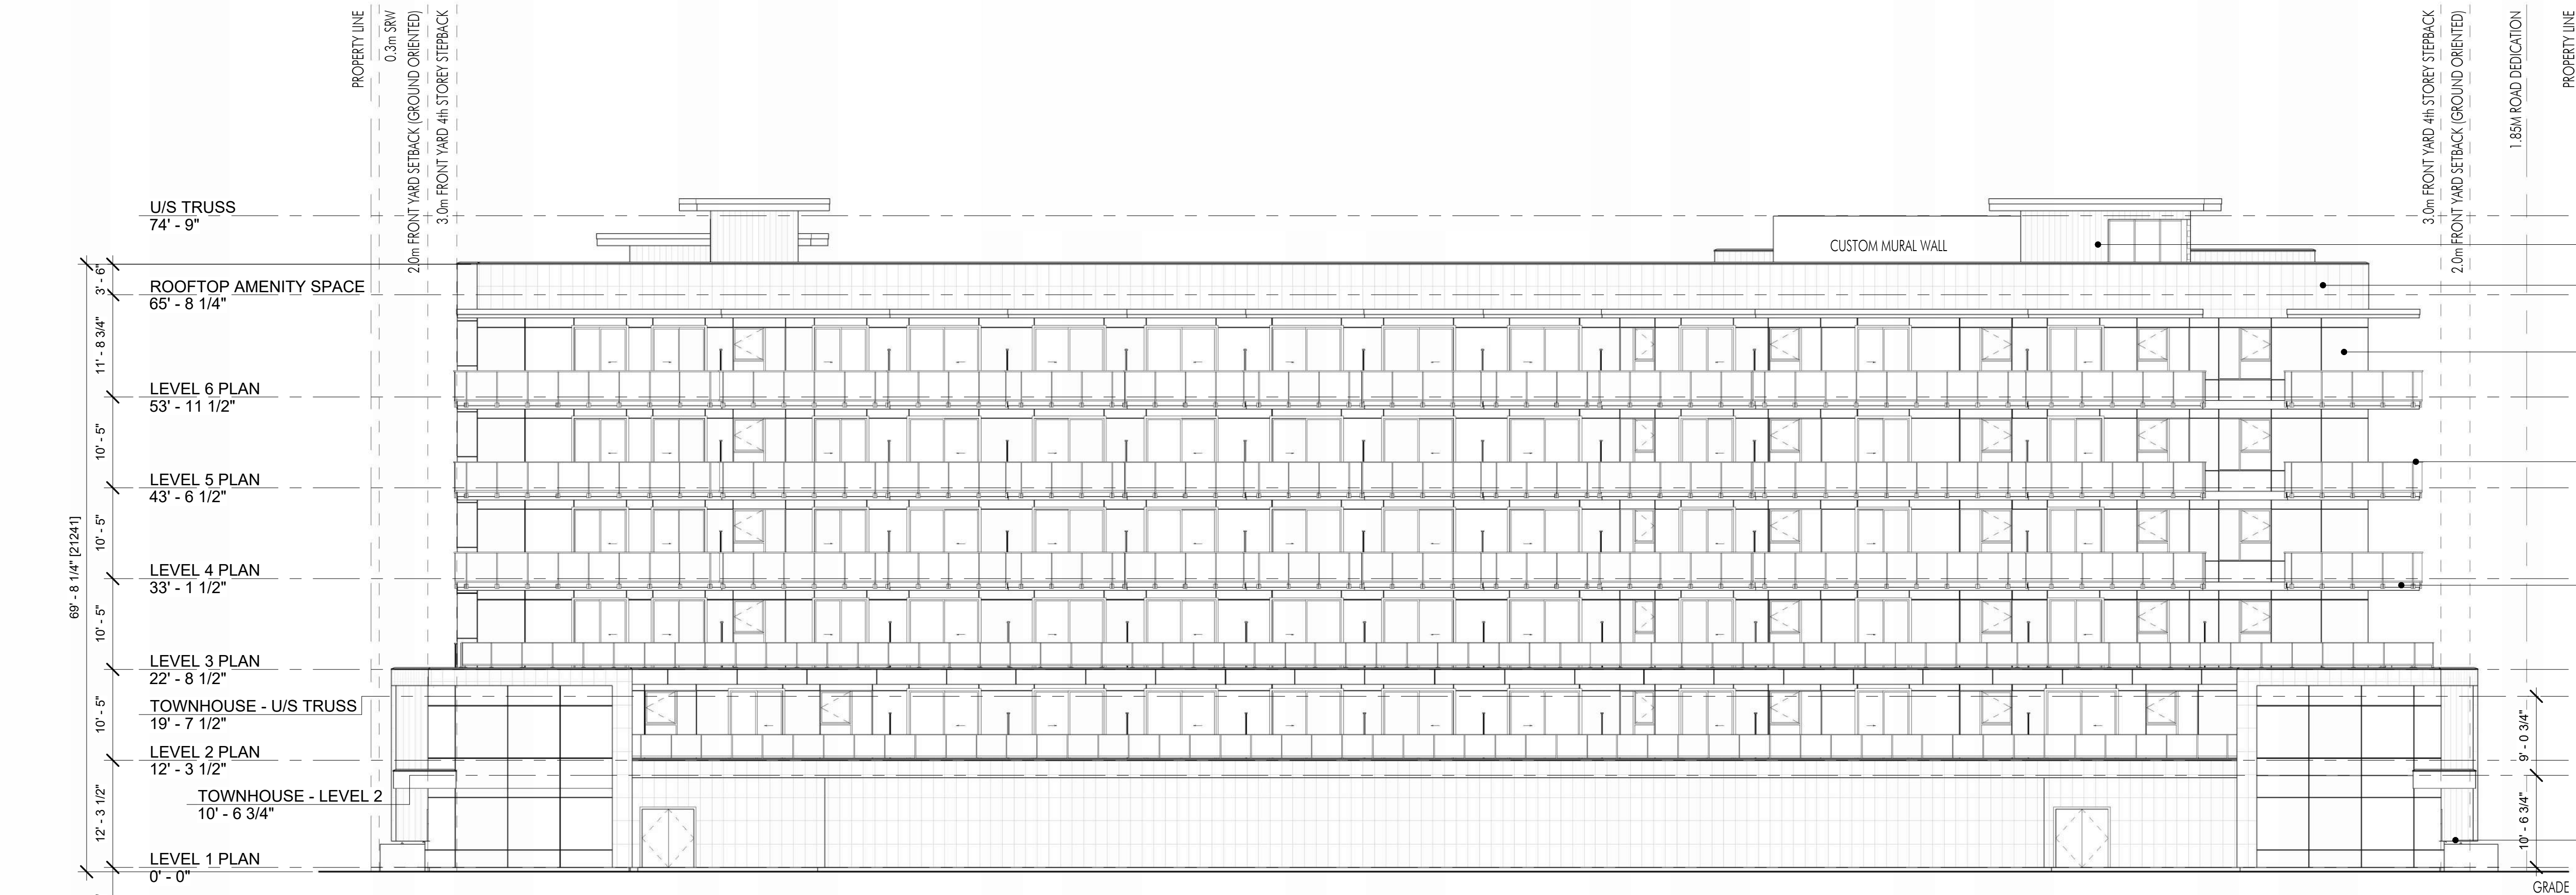 PROPERTY LINE
0.3m SRW
2.0m FRONT YARD SETBACK (GROUND ORIENTED)
3.0m FRONT YARD 4th STOREY STEPBACK
3.0m FRONT YARD 4th STOREY STEPBACK
2.0m FRONT YARD SETBACK (GROUND ORIENTED)
1.85M ROAD DEDICATION
PROPERTY LINE
U/S TRUSS
74' - 9"
CUSTOM MURAL WALL
3' - 6"
ROOFTOP AMENITY SPACE
65' - 8 1/4"
11' - 8 3/4"
LEVEL 6 PLAN
53' - 11 1/2"
10' - 5"
LEVEL 5 PLAN
43' - 6 1/2"
10' - 5"
69' - 8 1/4" [21241]
LEVEL 4 PLAN
33' - 1 1/2"
10' - 5"
LEVEL 3 PLAN
22' - 8 1/2"
10' - 5"
TOWNHOUSE - U/S TRUSS
19' - 7 1/2"
LEVEL 2 PLAN
12' - 3 1/2"
9' - 0 3/4"
TOWNHOUSE - LEVEL 2
10' - 6 3/4"
12' - 3 1/2"
10' - 6 3/4"
LEVEL 1 PLAN
0' - 0"
GRADE